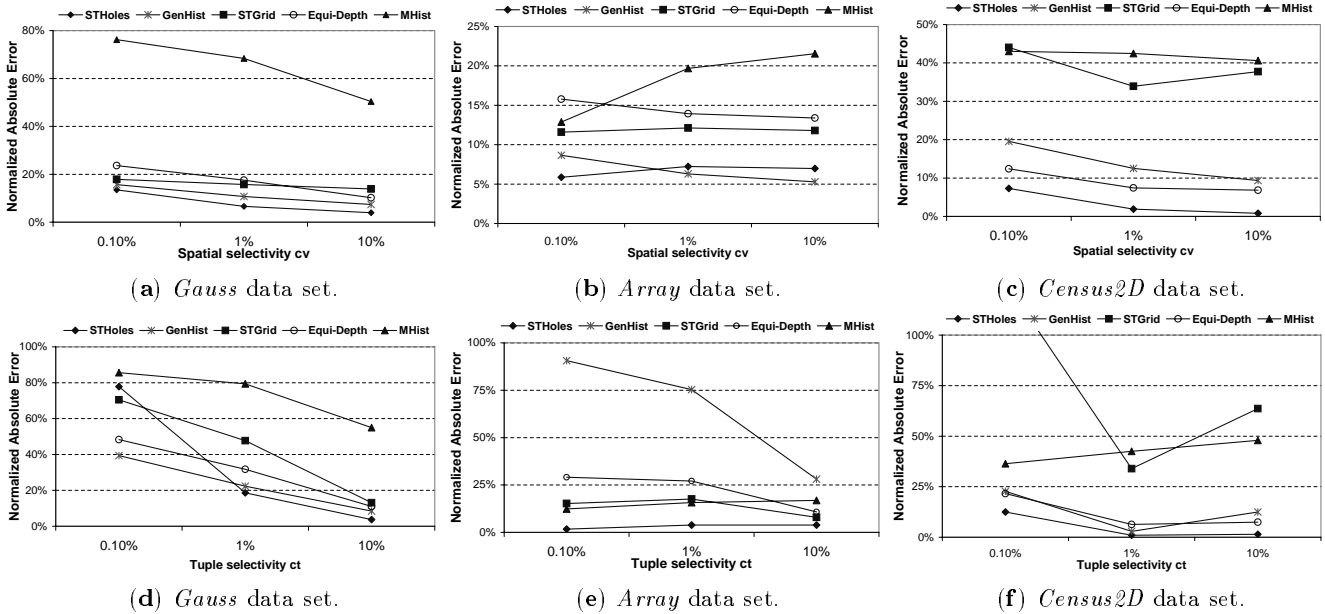 STHoles GenHist STGrid Equi-Depth MHist
Normalized Absolute Error
80%
60%
40%
20%
0%
0.10% 1% 10%
Spatial selectivity cv
(a) Gauss data set.
STHoles GenHist STGrid Equi-Depth MHist
Normalized Absolute Error
25%
20%
15%
10%
5%
0%
0.10% 1% 10%
Spatial selectivity cv
(b) Array data set.
STHoles GenHist STGrid Equi-Depth MHist
Normalized Absolute Error
50%
40%
30%
20%
10%
0%
0.10% 1% 10%
Spatial selectivity cv
(c) Census2D data set.
STHoles GenHist STGrid Equi-Depth MHist
Normalized Absolute Error
100%
80%
60%
40%
20%
0%
0.10% 1% 10%
Tuple selectivity ct
(d) Gauss data set.
STHoles GenHist STGrid Equi-Depth MHist
Normalized Absolute Error
100%
75%
50%
25%
0%
0.10% 1% 10%
Tuple selectivity ct
(e) Array data set.
STHoles GenHist STGrid Equi-Depth MHist
Normalized Absolute Error
100%
75%
50%
25%
0%
0.10% 1% 10%
Tuple selectivity ct
(f) Census2D data set.